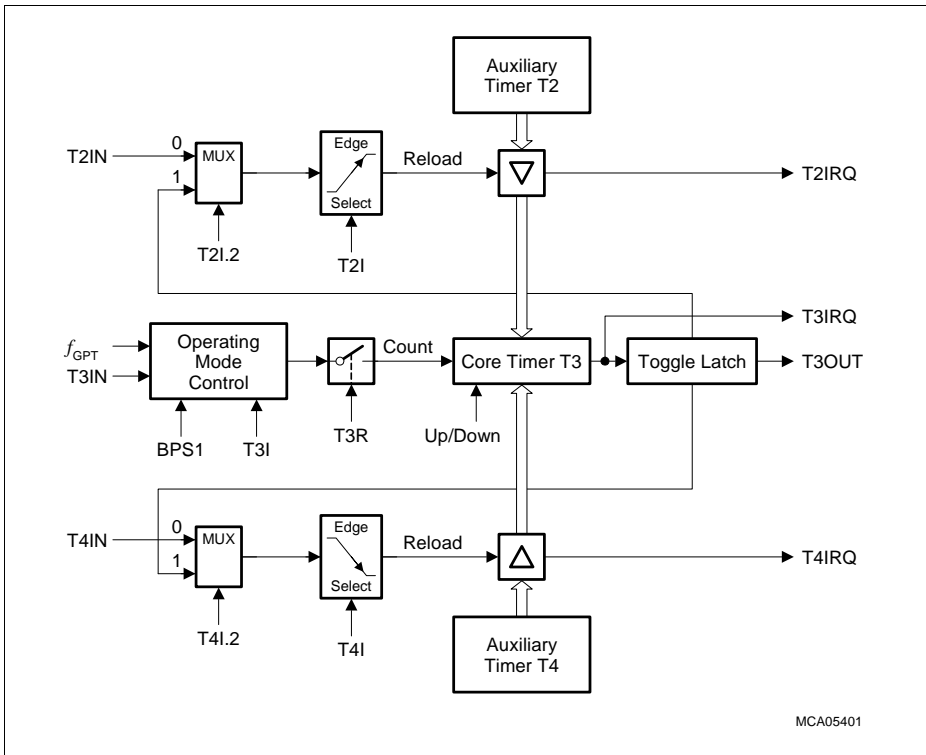 Auxiliary
Timer T2
T2IN
0
1
MUX
Edge
Select
Reload
T2IRQ
T2I.2
T2I
T3IRQ
fGPT
T3IN
Operating
Mode
Control
Count
Core Timer T3
Toggle Latch
T3OUT
BPS1
T3I
T3R
Up/Down
T4IN
0
1
MUX
Edge
Select
Reload
T4IRQ
T4I.2
T4I
Auxiliary
Timer T4
MCA05401